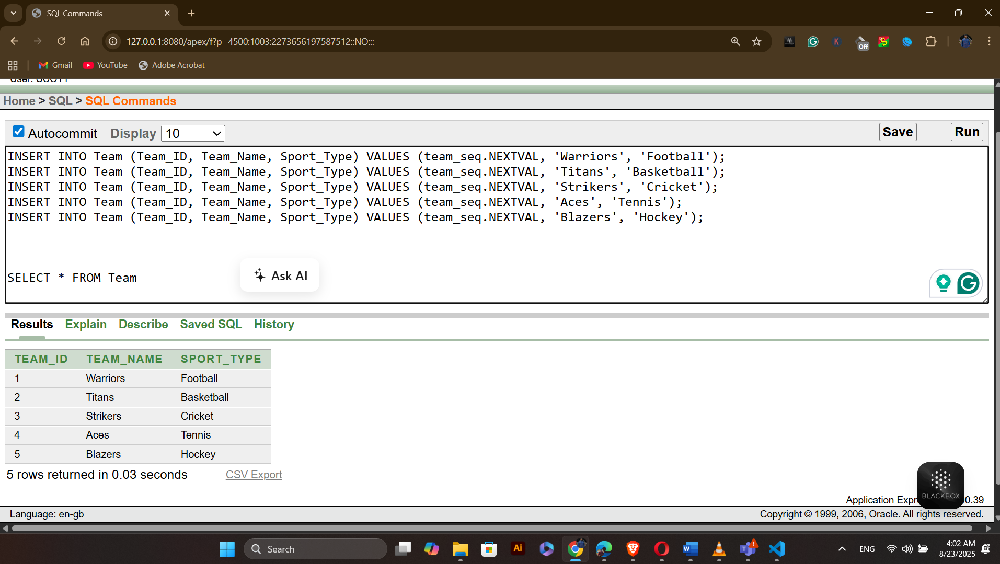 SQL Commands
127.0.0.1:8080/apex/f?p=4500:1003:2273656197587512::NO:::
K
Off
S
Gmail
YouTube
Adobe Acrobat
User: SCOTT
Home > SQL > SQL Commands
Autocommit Display 10 Save Run
INSERT INTO Team (Team_ID, Team_Name, Sport_Type) VALUES (team_seq.NEXTVAL, 'Warriors', 'Football');
INSERT INTO Team (Team_ID, Team_Name, Sport_Type) VALUES (team_seq.NEXTVAL, 'Titans', 'Basketball');
INSERT INTO Team (Team_ID, Team_Name, Sport_Type) VALUES (team_seq.NEXTVAL, 'Strikers', 'Cricket');
INSERT INTO Team (Team_ID, Team_Name, Sport_Type) VALUES (team_seq.NEXTVAL, 'Aces', 'Tennis');
INSERT INTO Team (Team_ID, Team_Name, Sport_Type) VALUES (team_seq.NEXTVAL, 'Blazers', 'Hockey');
Ask AI
SELECT * FROM Team
Results Explain Describe Saved SQL History
TEAM_ID TEAM_NAME SPORT_TYPE
1 Warriors Football
2 Titans Basketball
3 Strikers Cricket
4 Aces Tennis
5 Blazers Hockey
5 rows returned in 0.03 seconds CSV Export
BLACKBOX
Application Expr 0.39
Language: en-gb Copyright © 1999, 2006, Oracle. All rights reserved.
Search
Ai
W
T
ENG
4:02 AM
8/23/2025